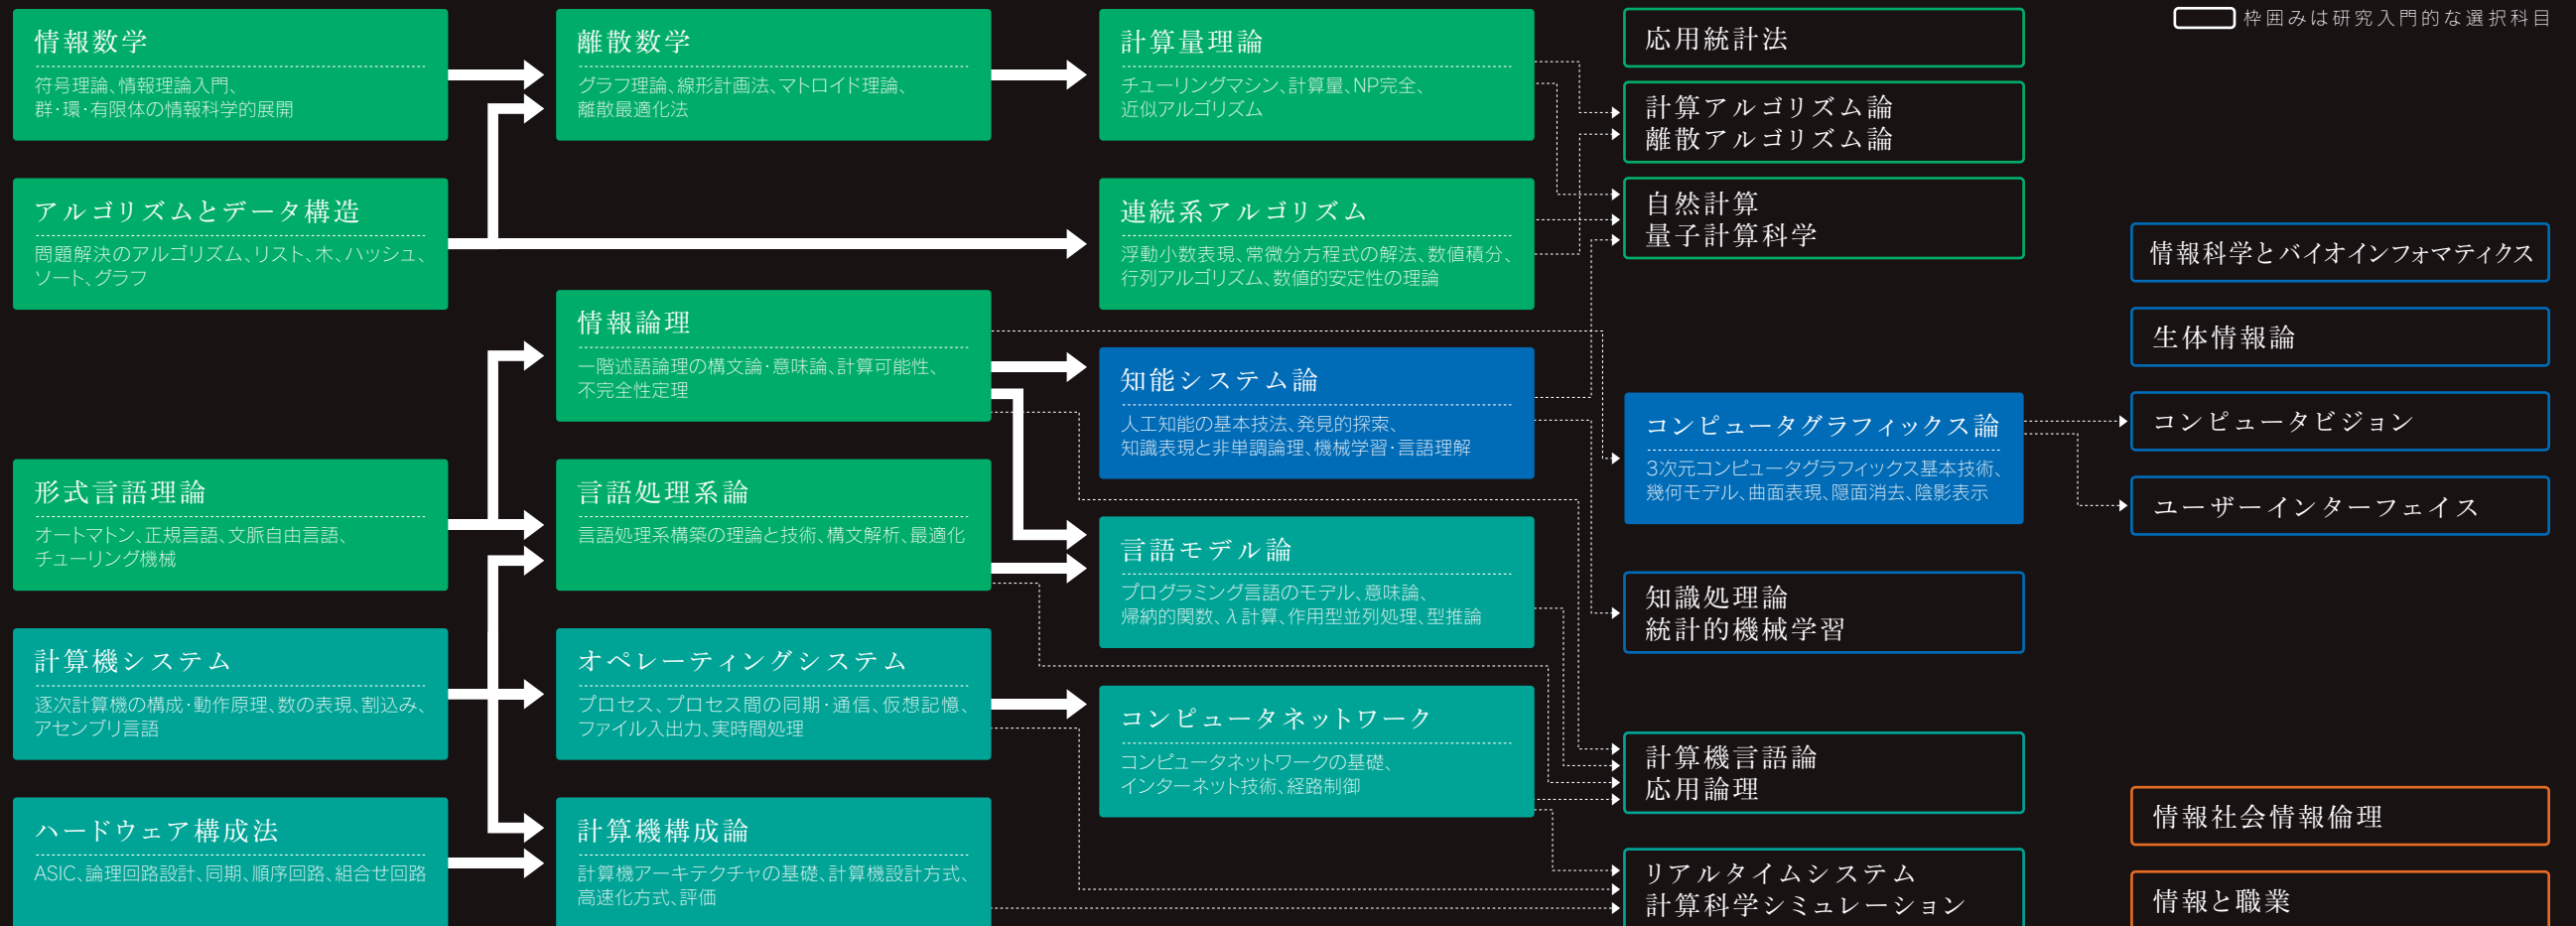 情報数学
符号理論、情報理論入門、
群・環・有限体の情報科学的展開
アルゴリズムとデータ構造
問題解決のアルゴリズム、リスト、木、ハッシュ、
ソート、グラフ
形式言語理論
オートマトン、正規言語、文脈自由言語、
チューリング機械
計算機システム
逐次計算機の構成・動作原理、数の表現、割込み、
アセンブリ言語
ハードウェア構成法
ASIC、論理回路設計、同期、順序回路、組合せ回路
離散数学
グラフ理論、線形計画法、マトロイド理論、
離散最適化法
情報論理
一階述語論理の構文論・意味論、計算可能性、
不完全性定理
言語処理系論
言語処理系構築の理論と技術、構文解析、最適化
オペレーティングシステム
プロセス、プロセス間の同期・通信、仮想記憶、
ファイル入出力、実時間処理
計算機構成論
計算機アーキテクチャの基礎、計算機設計方式、
高速化方式、評価
計算量理論
チューリングマシン、計算量、NP完全、
近似アルゴリズム
連続系アルゴリズム
浮動小数表現、常微分方程式の解法、数値積分、
行列アルゴリズム、数値的安定性の理論
知能システム論
人工知能の基本技法、発見的探索、
知識表現と非単調論理、機械学習・言語理解
言語モデル論
プログラミング言語のモデル、意味論、
帰納的関数、λ計算、作用型並列処理、型推論
コンピュータネットワーク
コンピュータネットワークの基礎、
インターネット技術、経路制御
応用統計法
計算アルゴリズム論
離散アルゴリズム論
自然計算
量子計算科学
コンピュータグラフィックス論
3次元コンピュータグラフィックス基本技術、
幾何モデル、曲面表現、隠面消去、陰影表示
知識処理論
統計的機械学習
計算機言語論
応用論理
リアルタイムシステム
計算科学シミュレーション
枠囲みは研究入門的な選択科目
情報科学とバイオインフォマティクス
生体情報論
コンピュータビジョン
ユーザーインターフェイス
情報社会情報倫理
情報と職業